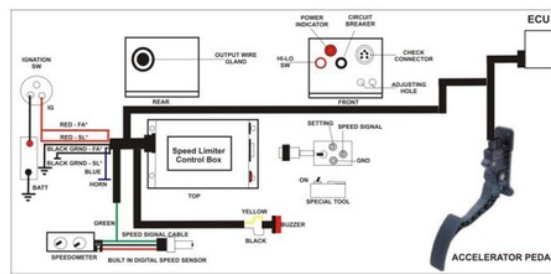 IGNATION
SW
IG
RED - FA*
RED - SL*
BLACK GRND - FA*
BLACK GRND - SL*
BLUE
HORN
BATT
GREEN
SPEEDOMETER
SPEED SIGNAL CABLE
BUILT IN DIGITAL SPEED SENSOR
OUTPUT WIRE
GLAND
REAR
POWER
INDICATOR
CIRCUIT
BREAKER
HI-LO
SW
CHECK
CONNECTOR
ADJUSTING
HOLE
FRONT
Speed Limiter
Control Box
TOP
SETTING
SPEED SIGNAL
GND
ON
SPECIAL TOOL
YELLOW
BUZZER
BLACK
ECU
ACCELERATOR PEDA